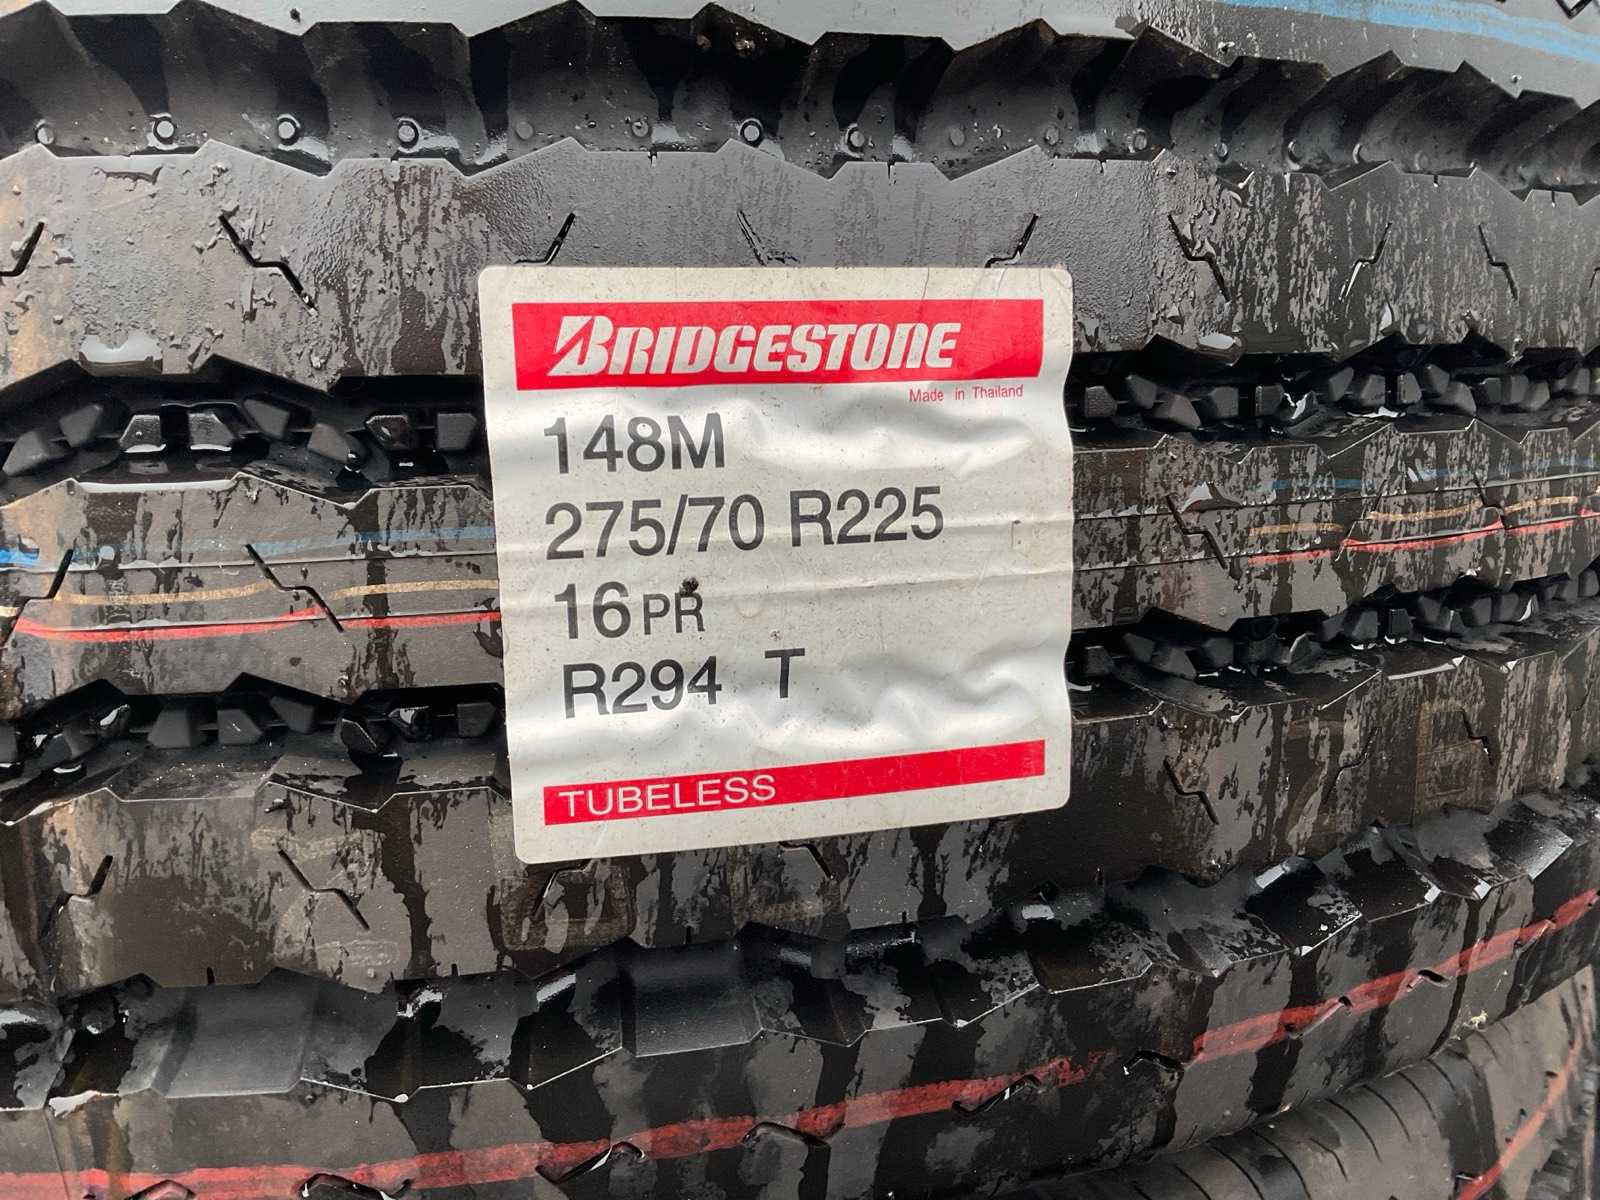 BRIDGESTONE
Made in Thailand
148M
275/70 R225
16PR
R294 T
TUBELESS